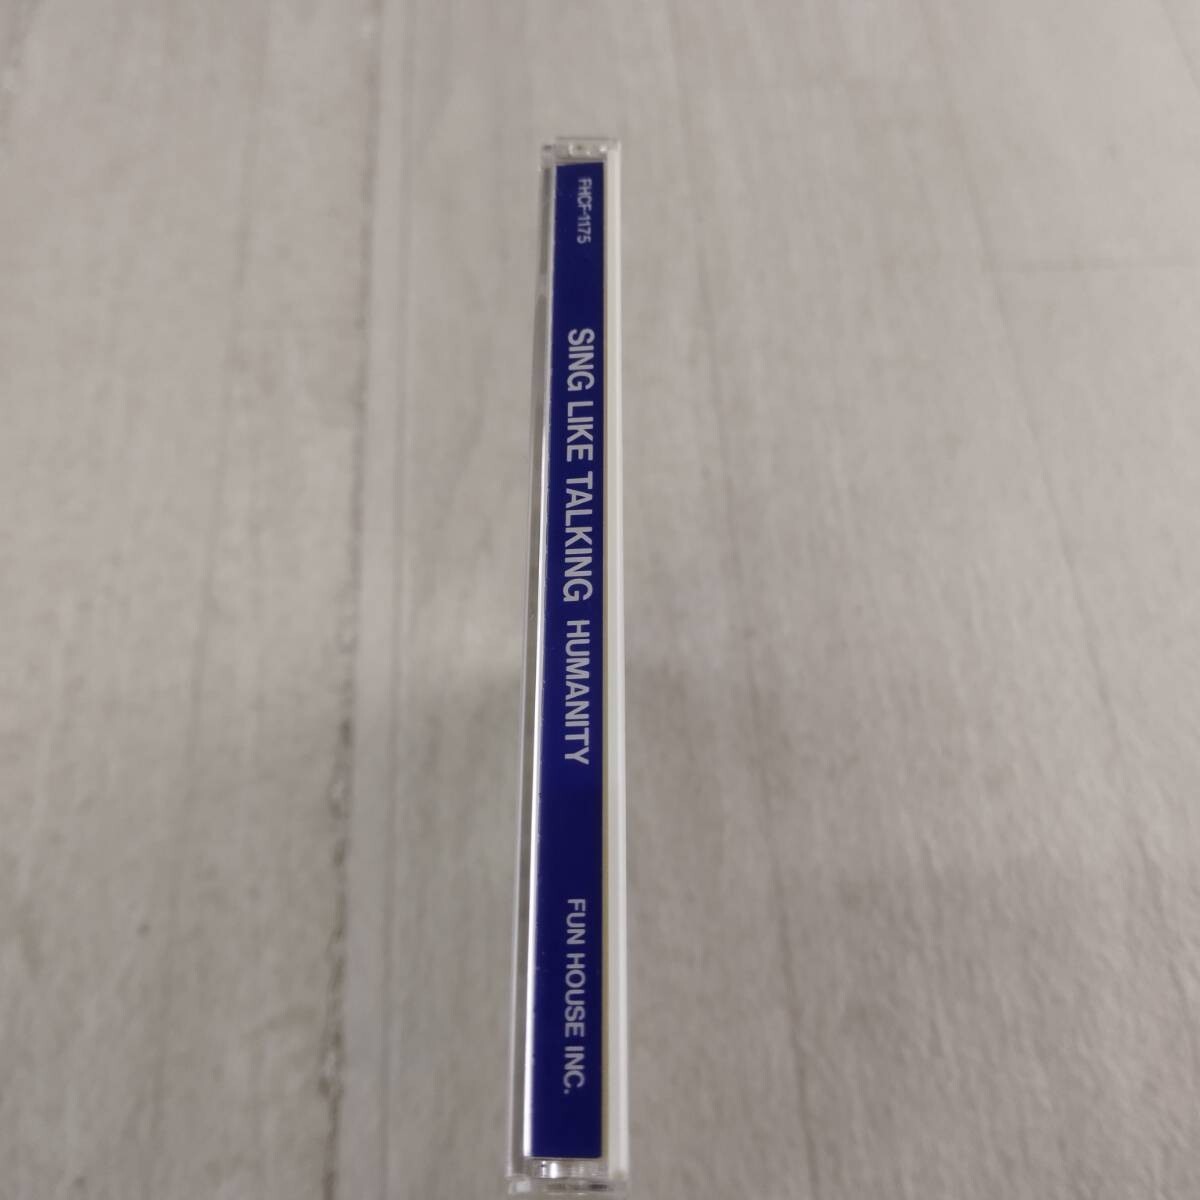 FHCF-1175
SING LIKE TALKING HUMANITY
FUN HOUSE INC.